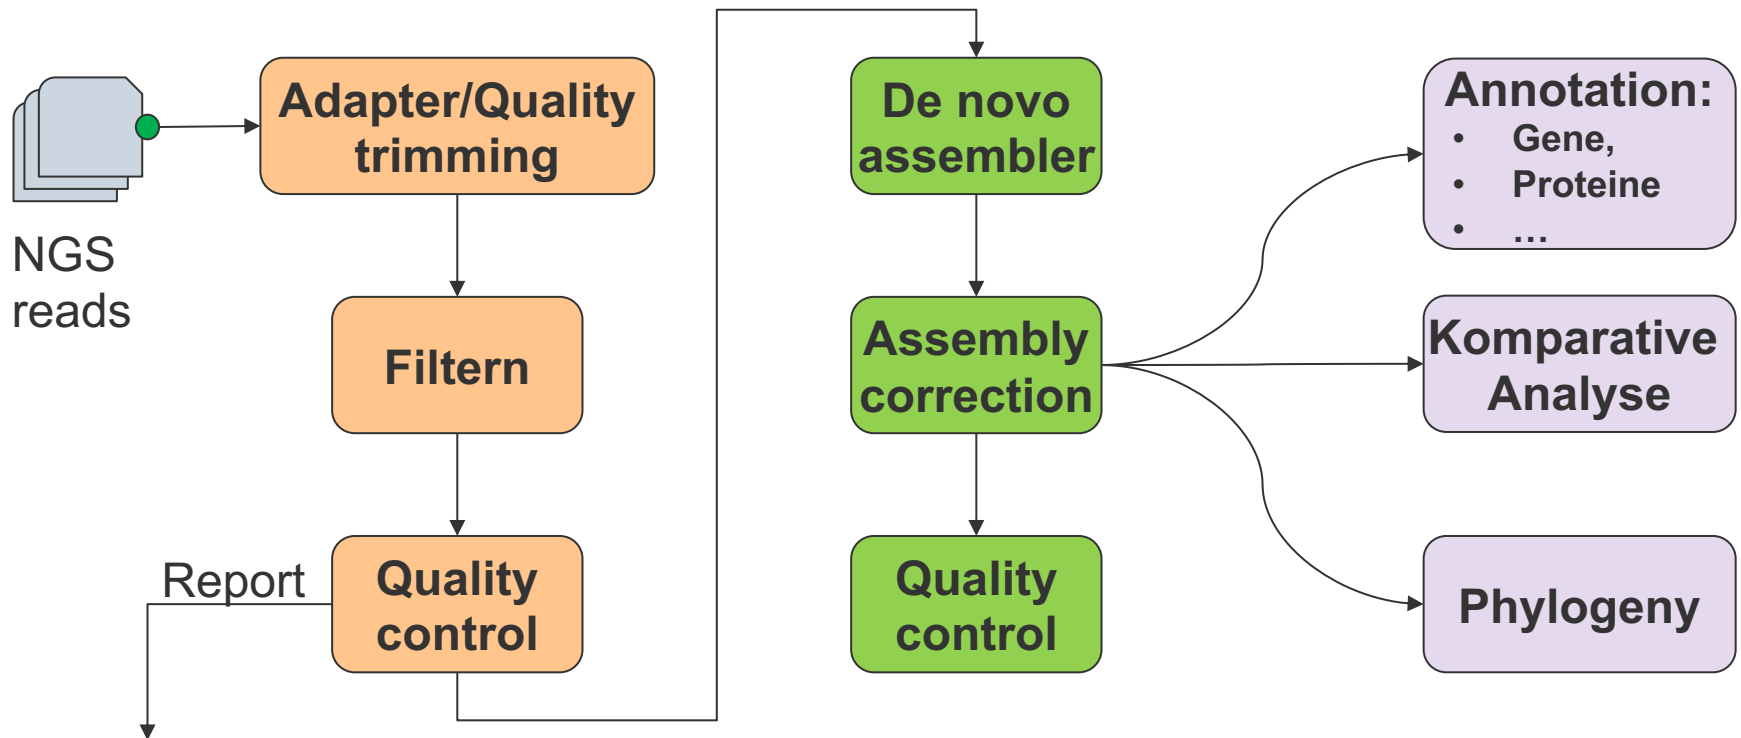 NGS
reads
Adapter/Quality
trimming
Filtern
Report
Quality
control
De novo
assembler
Assembly
correction
Quality
control
Annotation:
• Gene,
• Proteine
• …
Komparative
Analyse
Phylogeny